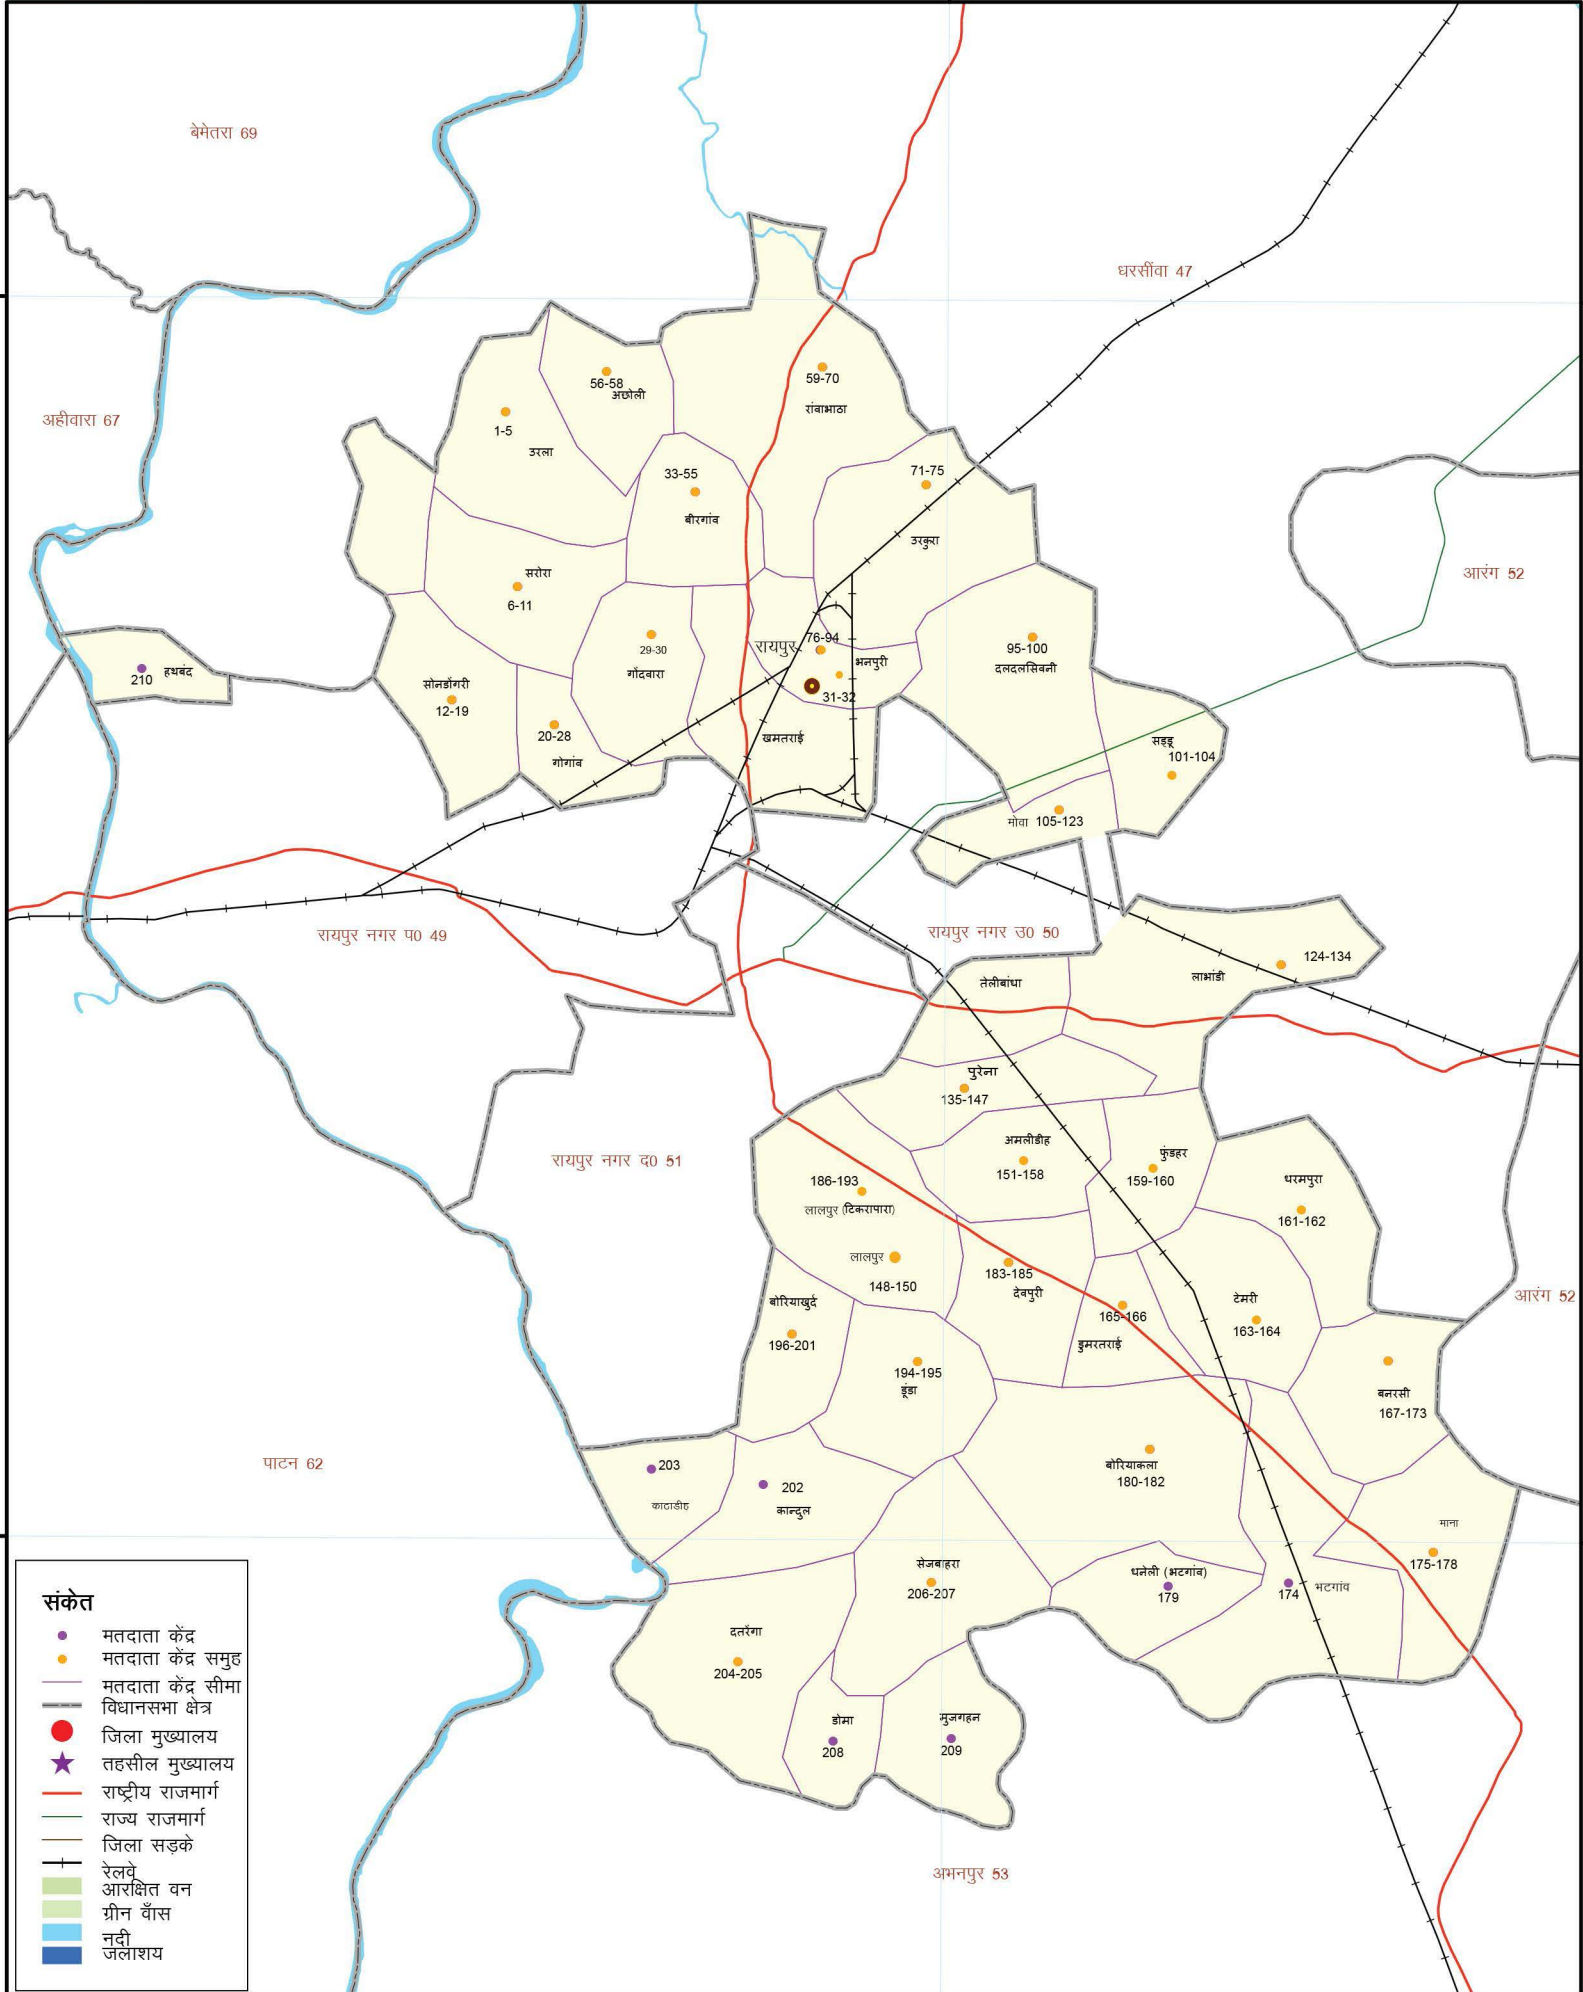 बेमेतरा 69
धरसींवा 47
56-58
अछोली
59-70
रांवाभाठा
अहीवारा 67
1-5
उरला
33-55
बीरगांव
71-75
उरकुरा
सरोरा
6-11
आरंग 52
हथबंद
210
29-30
गोंदवारा
रायपुर
76-94
भनपुरी
31-32
95-100
दलदलसिवनी
सोनडोंगरी
12-19
20-28
गोगांव
खमतराई
सड्डू
101-104
मोवा 105-123
रायपुर नगर प0 49
रायपुर नगर उ0 50
124-134
लाभांडी
तेलीबांधा
पुरेना
135-147
रायपुर नगर द0 51
अमलीडीह
151-158
फुंडहर
159-160
धरमपुरा
161-162
186-193
लालपुर (टिकरापारा)
लालपुर
148-150
183-185
देवपुरी
165-166
डुमरतराई
टेमरी
163-164
आरंग 52
बोरियाखुर्द
196-201
194-195
डूंडा
बनरसी
167-173
पाटन 62
203
काठाडीह
202
कान्दुल
बोरियाकला
180-182
माना
175-178
सेजबाहरा
206-207
धनेली (भटगांव)
179
174
भटगांव
दतरेंगा
204-205
डोमा
208
मुजगहन
209
अभनपुर 53
संकेत
मतदाता केंद्र
मतदाता केंद्र समुह
मतदाता केंद्र सीमा
विधानसभा क्षेत्र
जिला मुख्यालय
तहसील मुख्यालय
राष्ट्रीय राजमार्ग
राज्य राजमार्ग
जिला सड़के
रेलवे
आरक्षित वन
ग्रीन वॉस
नदी
जलाशय